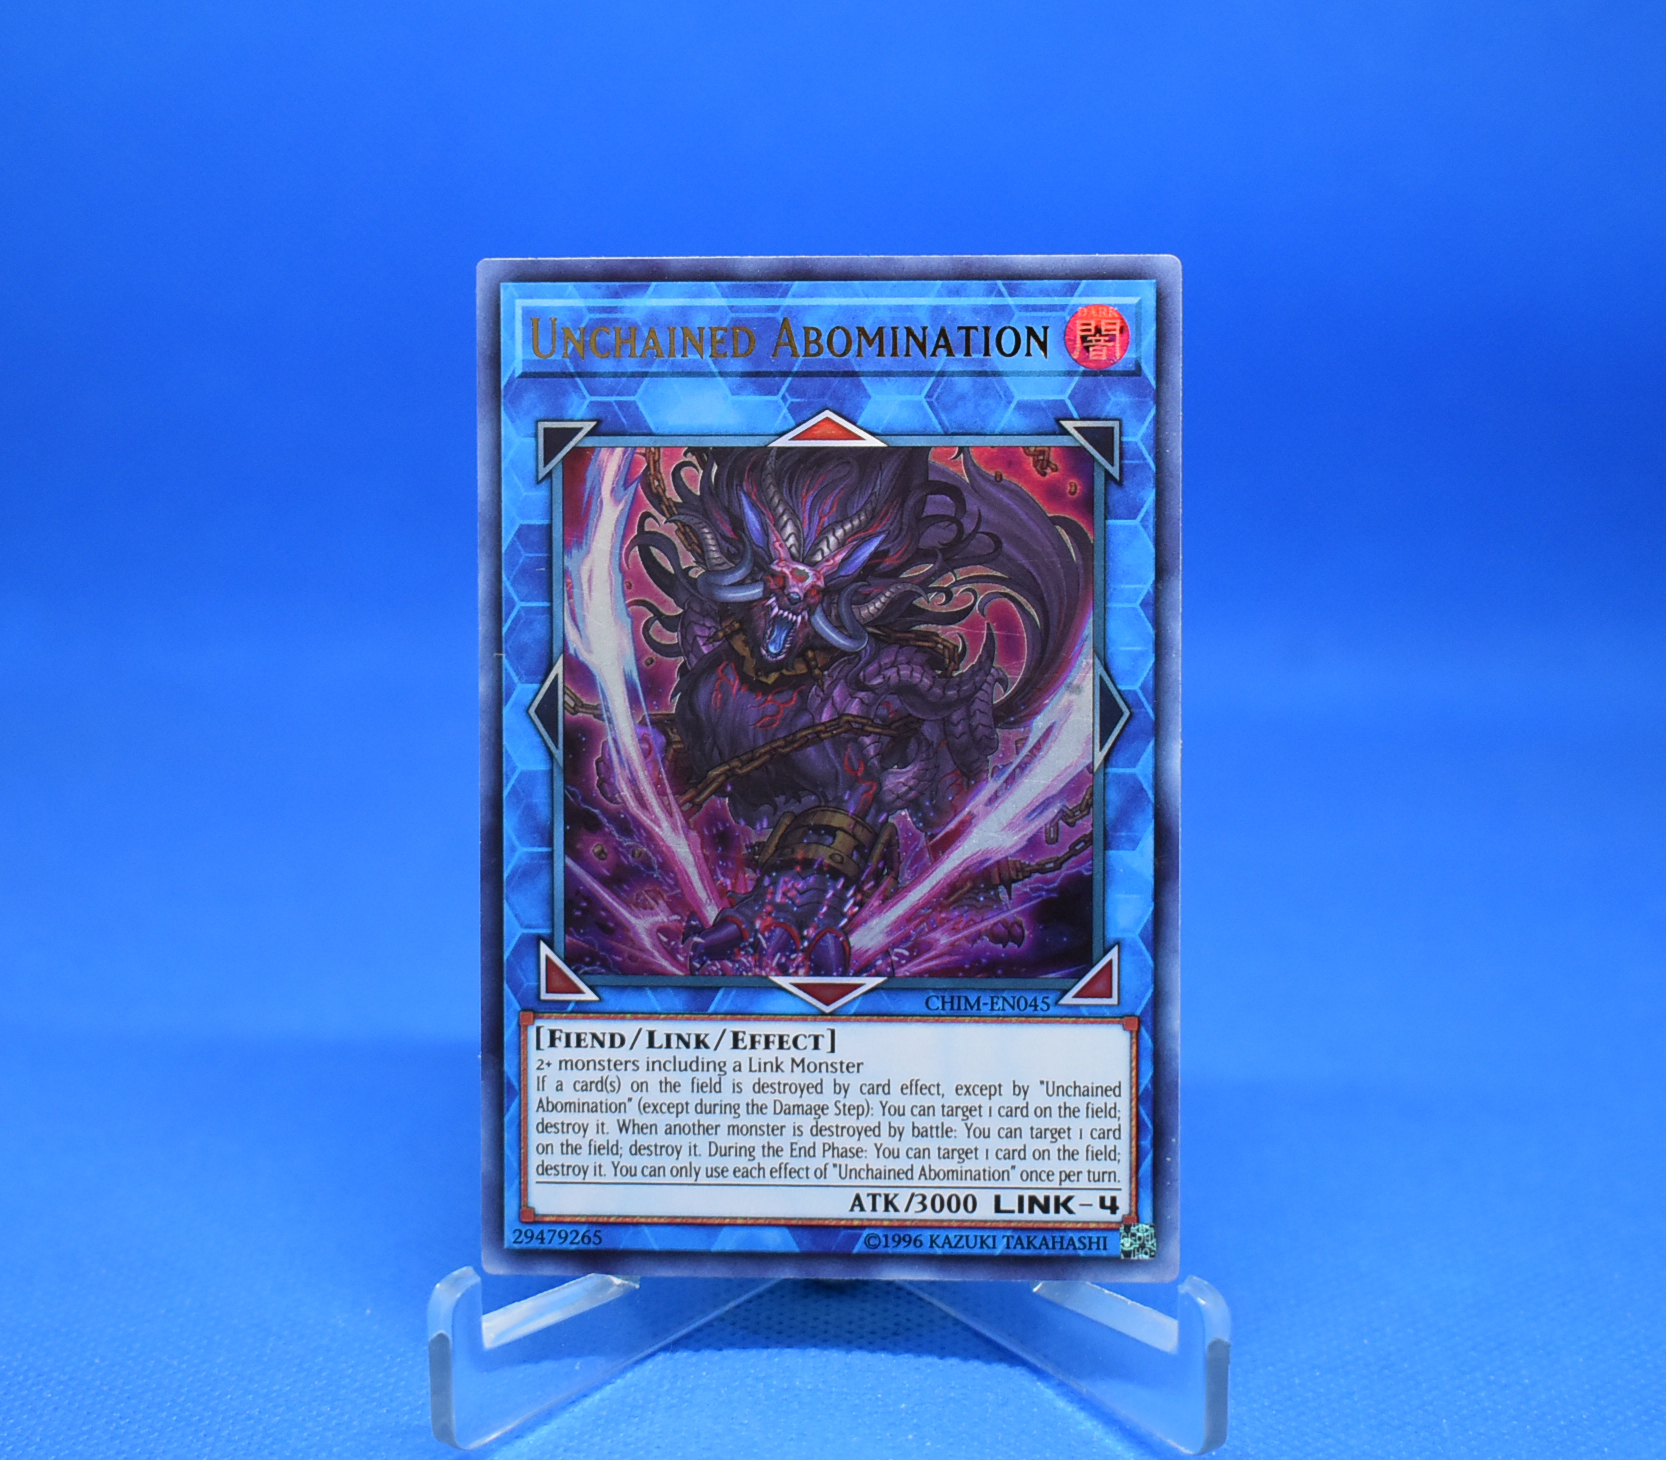 UNCHAINED ABOMINATION
DARK
闇
CHIM-EN045
[FIEND/LINK/EFFECT]
2+ monsters including a Link Monster
If a card(s) on the field is destroyed by card effect, except by "Unchained
Abomination" (except during the Damage Step): You can target 1 card on the field;
destroy it. When another monster is destroyed by battle: You can target 1 card
on the field; destroy it. During the End Phase: You can target 1 card on the field;
destroy it. You can only use each effect of "Unchained Abomination" once per turn.
ATK/3000 LINK-4
29479265 ©1996 KAZUKI TAKAHASHI